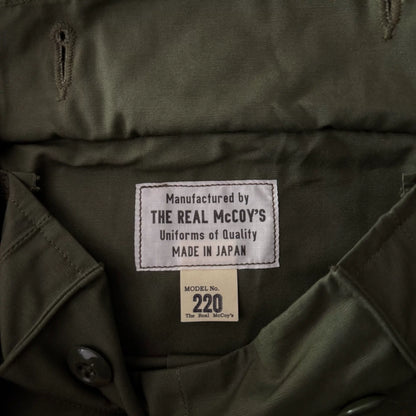 Manufactured by
THE REAL McCOY'S
Uniforms of Quality
MADE IN JAPAN
MODEL No.
220
The Real McCoy's